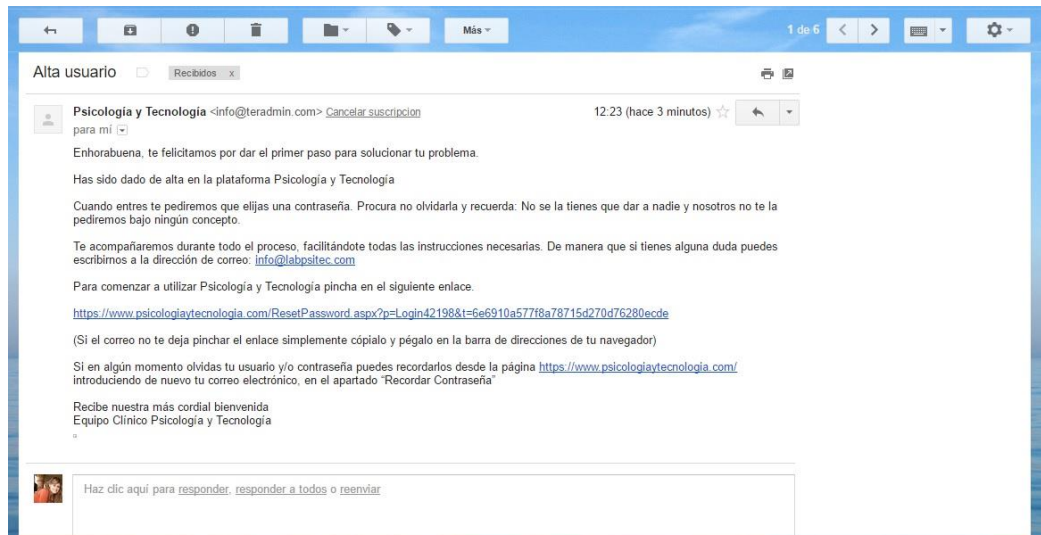 Más
1 de 6
Alta usuario
Recibidos x
Psicología y Tecnología <info@teradmin.com> Cancelar suscripcion
12:23 (hace 3 minutos)
para mí
Enhorabuena, te felicitamos por dar el primer paso para solucionar tu problema.
Has sido dado de alta en la plataforma Psicología y Tecnología
Cuando entres te pediremos que elijas una contraseña. Procura no olvidarla y recuerda: No se la tienes que dar a nadie y nosotros no te la
pediremos bajo ningún concepto.
Te acompañaremos durante todo el proceso, facilitándote todas las instrucciones necesarias. De manera que si tienes alguna duda puedes
escribirnos a la dirección de correo: info@labpsitec.com
Para comenzar a utilizar Psicología y Tecnología pincha en el siguiente enlace.
https://www.psicologiaytecnologia.com/ResetPassword.aspx?p=Login42198&t=6e6910a577f8a78715d270d76280ecde
(Si el correo no te deja pinchar el enlace simplemente cópialo y pégalo en la barra de direcciones de tu navegador)
Si en algún momento olvidas tu usuario y/o contraseña puedes recordarlos desde la página https://www.psicologiaytecnologia.com/
introduciendo de nuevo tu correo electrónico, en el apartado “Recordar Contraseña”
Recibe nuestra más cordial bienvenida
Equipo Clínico Psicología y Tecnología
Haz clic aquí para responder, responder a todos o reenviar